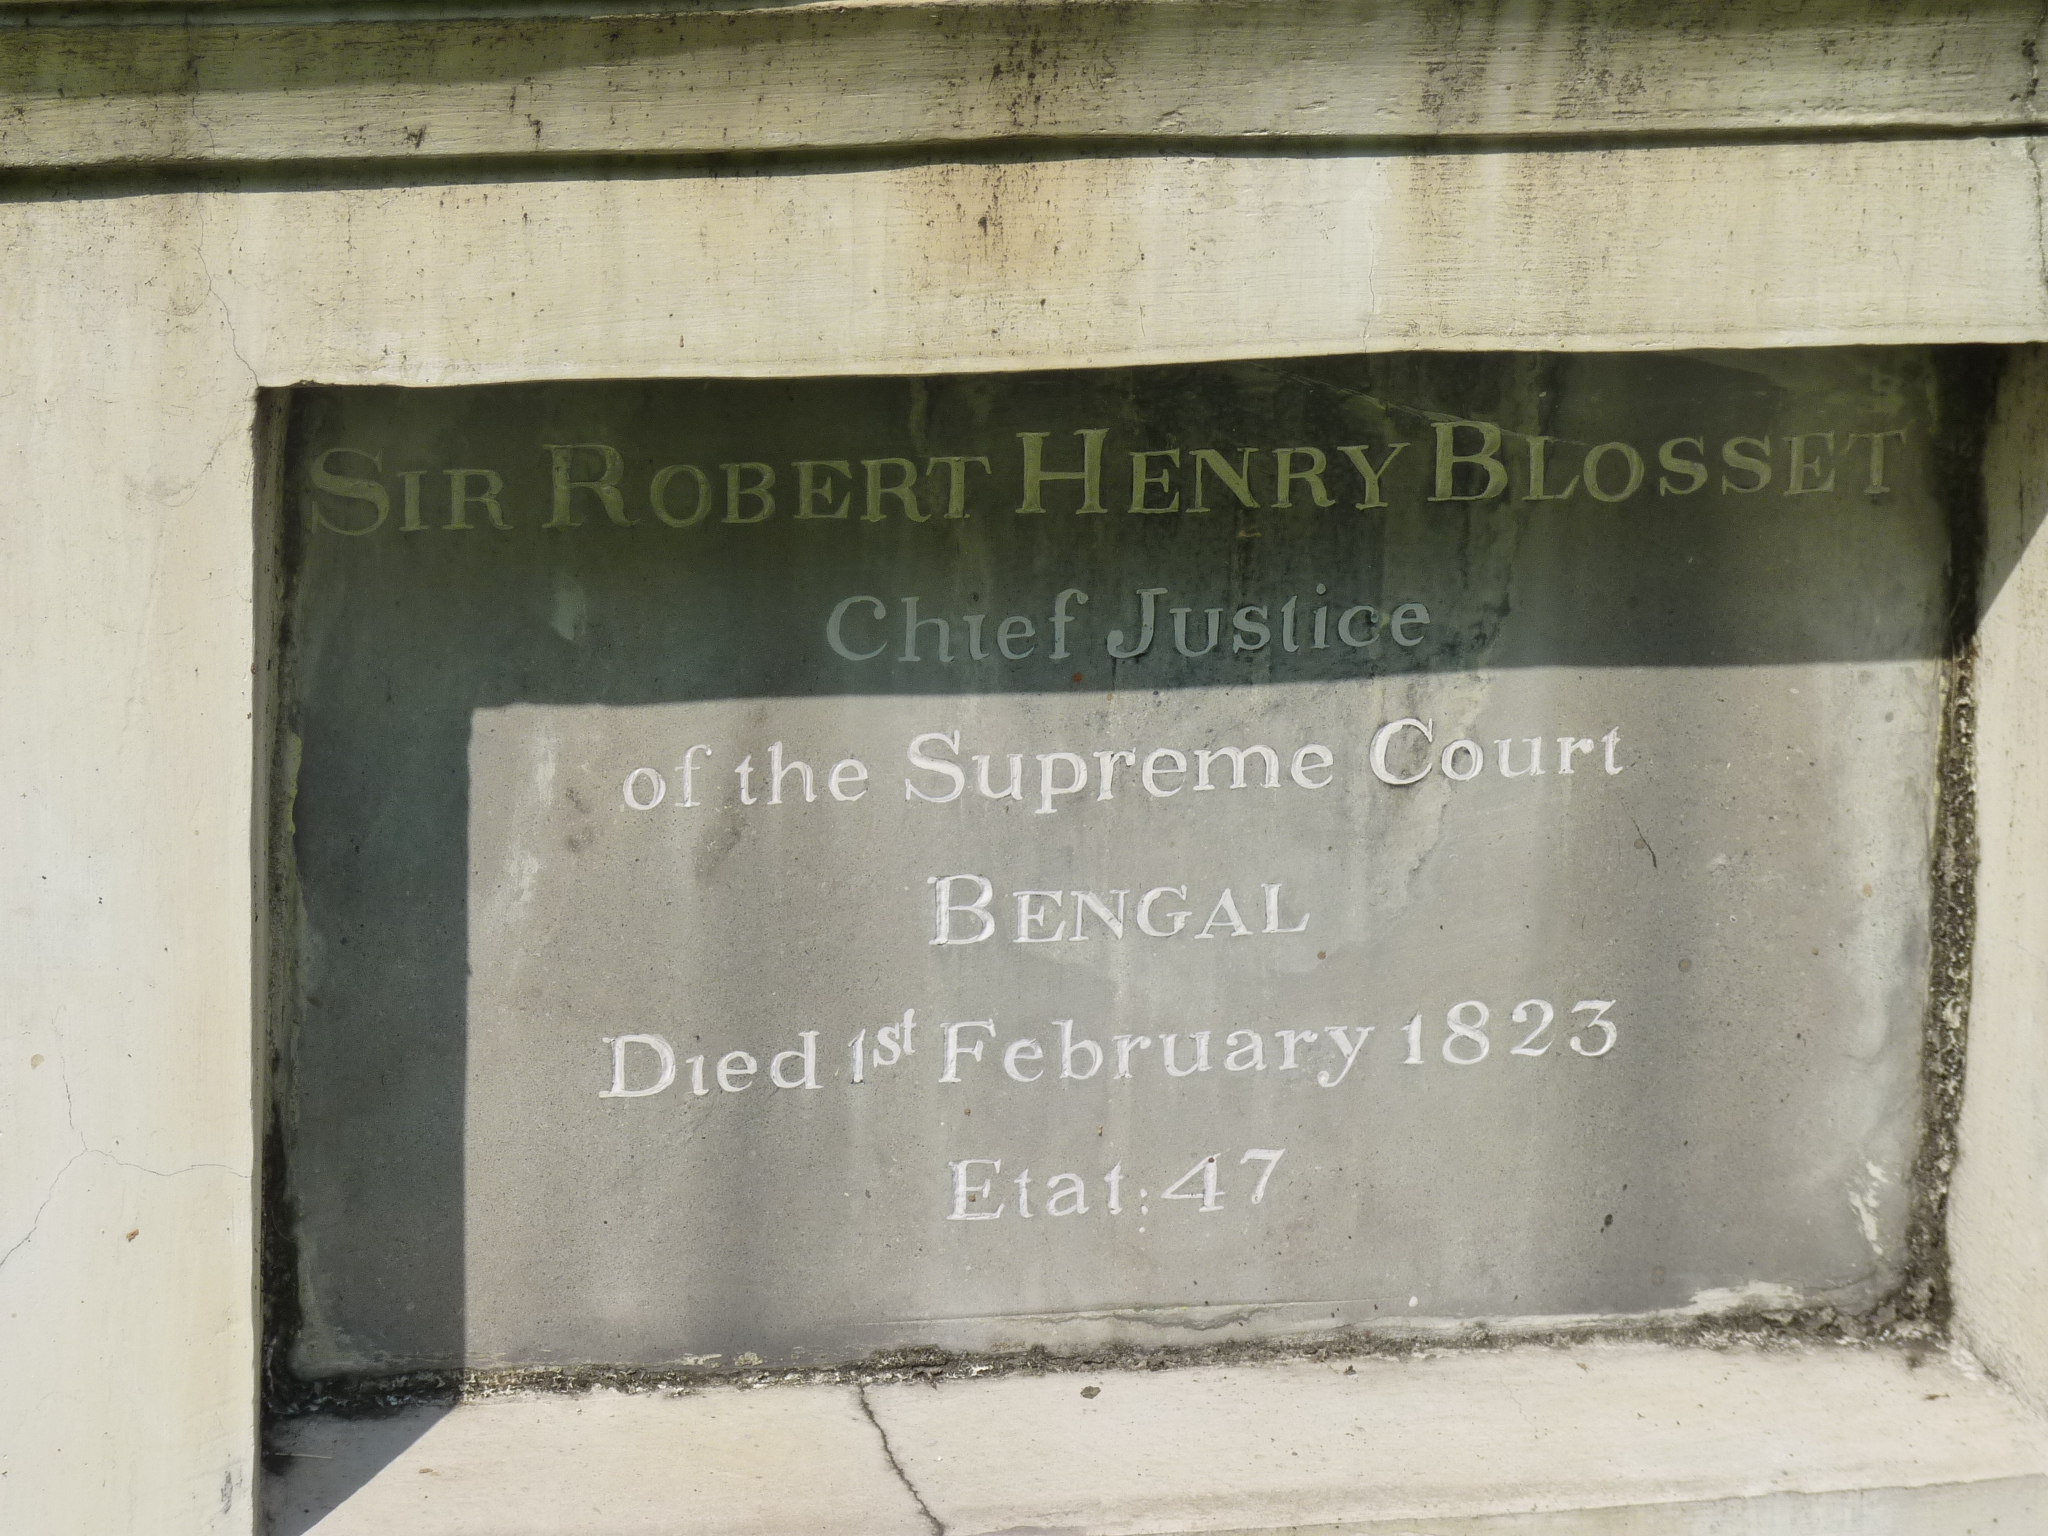 SIR ROBERT HENRY BLOSSET
Chief Justice
of the Supreme Court
BENGAL
Died 1st February 1823
Etat: 47